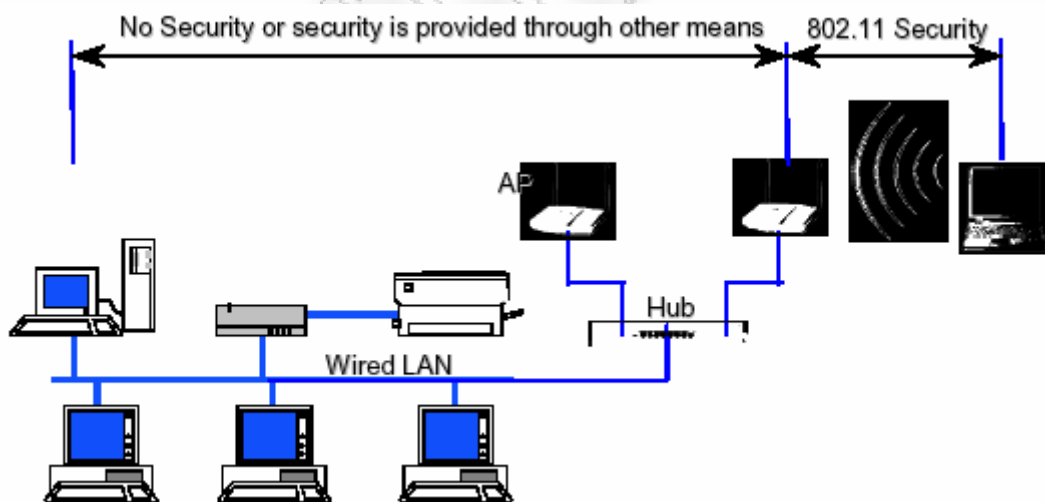 No Security or security is provided through other means
802.11 Security
AP
Hub
Wired LAN